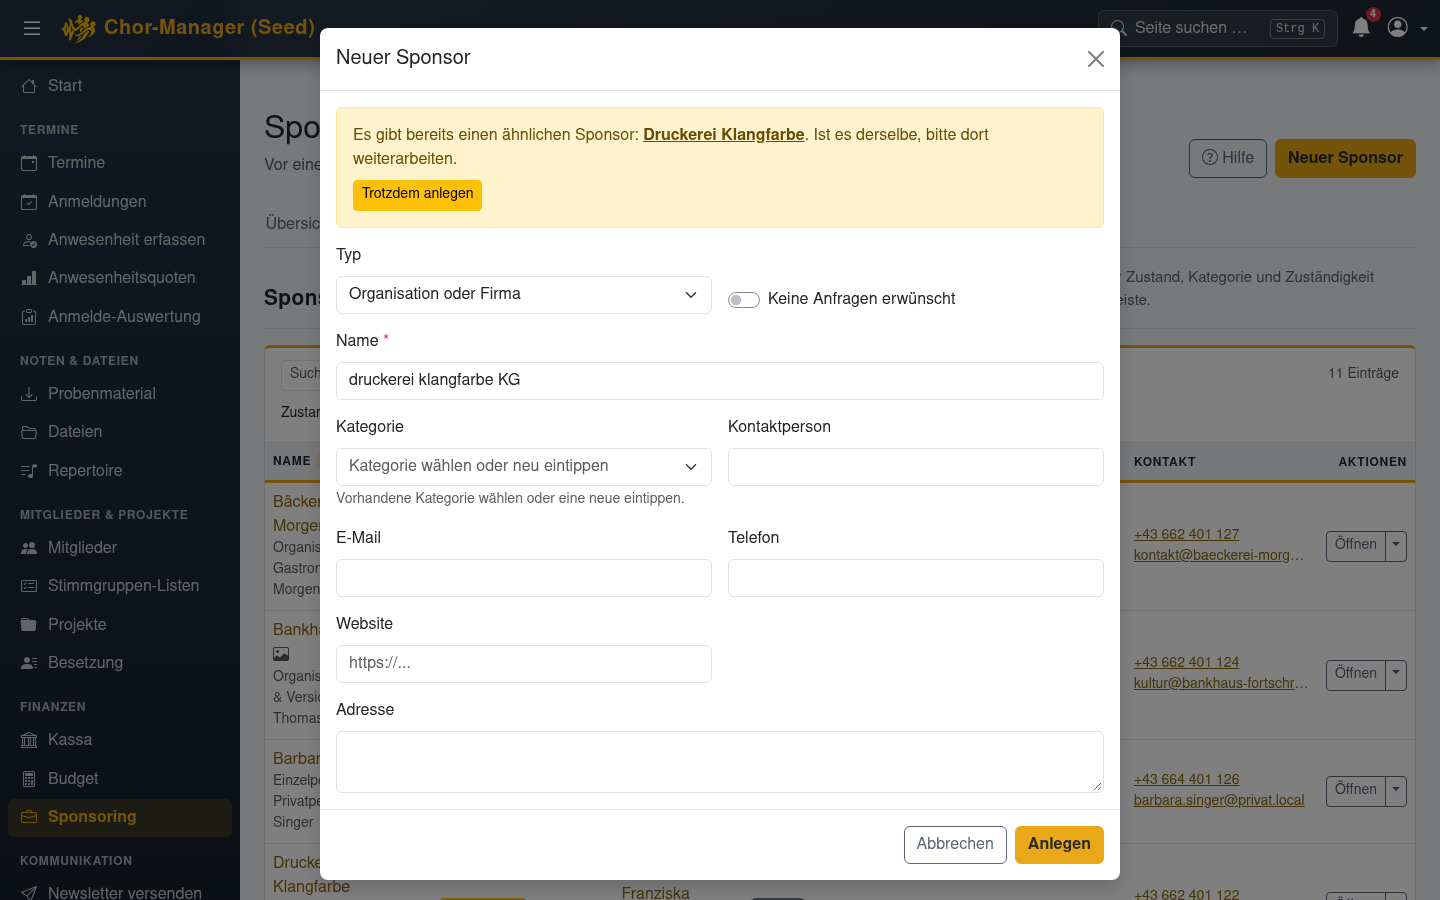 Chor-Manager (Seed)
Seite suchen ...
Strg K
4
Start
TERMINE
Termine
Anmeldungen
Anwesenheit erfassen
Anwesenheitsquoten
Anmelde-Auswertung
NOTEN & DATEIEN
Probenmaterial
Dateien
Repertoire
MITGLIEDER & PROJEKTE
Mitglieder
Stimmgruppen-Listen
Projekte
Besetzung
FINANZEN
Kassa
Budget
Sponsoring
KOMMUNIKATION
Newsletter versenden
Vor eine
Hilfe
Neuer Sponsor
Zustand, Kategorie und Zuständigkeit
11 Einträge
NAME
KONTAKT
AKTIONEN
+43 662 401 127
kontakt@baeckerei-morg...
Öffnen
+43 662 401 124
kultur@bankhaus-fortschr...
Öffnen
Thomas
+43 664 401 126
barbara.singer@privat.local
Öffnen
Singer
Klangfarbe
Franziska
+43 662 401 122
Neuer Sponsor
Es gibt bereits einen ähnlichen Sponsor: Druckerei Klangfarbe. Ist es derselbe, bitte dort
weiterarbeiten.
Trotzdem anlegen
Typ
Organisation oder Firma
Keine Anfragen erwünscht
Name *
druckerei klangfarbe KG
Kategorie
Kontaktperson
Kategorie wählen oder neu eintippen
Vorhandene Kategorie wählen oder eine neue eintippen.
E-Mail
Telefon
Website
https://...
Adresse
Abbrechen
Anlegen